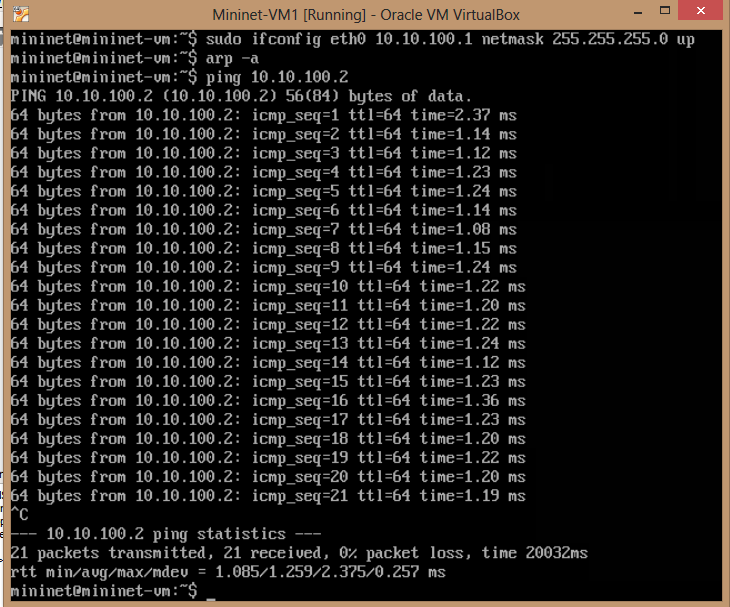 Mininet-VM1 [Running] - Oracle VM VirtualBox
mininet@mininet-vm:~$ sudo ifconfig eth0 10.10.100.1 netmask 255.255.255.0 up
mininet@mininet-vm:~$ arp -a
mininet@mininet-vm:~$ ping 10.10.100.2
PING 10.10.100.2 (10.10.100.2) 56(84) bytes of data.
64 bytes from 10.10.100.2: icmp_seq=1 ttl=64 time=2.37 ms
64 bytes from 10.10.100.2: icmp_seq=2 ttl=64 time=1.14 ms
64 bytes from 10.10.100.2: icmp_seq=3 ttl=64 time=1.12 ms
64 bytes from 10.10.100.2: icmp_seq=4 ttl=64 time=1.23 ms
64 bytes from 10.10.100.2: icmp_seq=5 ttl=64 time=1.24 ms
64 bytes from 10.10.100.2: icmp_seq=6 ttl=64 time=1.14 ms
64 bytes from 10.10.100.2: icmp_seq=7 ttl=64 time=1.08 ms
64 bytes from 10.10.100.2: icmp_seq=8 ttl=64 time=1.15 ms
64 bytes from 10.10.100.2: icmp_seq=9 ttl=64 time=1.24 ms
64 bytes from 10.10.100.2: icmp_seq=10 ttl=64 time=1.22 ms
64 bytes from 10.10.100.2: icmp_seq=11 ttl=64 time=1.20 ms
64 bytes from 10.10.100.2: icmp_seq=12 ttl=64 time=1.22 ms
64 bytes from 10.10.100.2: icmp_seq=13 ttl=64 time=1.24 ms
64 bytes from 10.10.100.2: icmp_seq=14 ttl=64 time=1.12 ms
64 bytes from 10.10.100.2: icmp_seq=15 ttl=64 time=1.23 ms
64 bytes from 10.10.100.2: icmp_seq=16 ttl=64 time=1.36 ms
64 bytes from 10.10.100.2: icmp_seq=17 ttl=64 time=1.23 ms
64 bytes from 10.10.100.2: icmp_seq=18 ttl=64 time=1.20 ms
64 bytes from 10.10.100.2: icmp_seq=19 ttl=64 time=1.22 ms
64 bytes from 10.10.100.2: icmp_seq=20 ttl=64 time=1.20 ms
64 bytes from 10.10.100.2: icmp_seq=21 ttl=64 time=1.19 ms
^C
--- 10.10.100.2 ping statistics ---
21 packets transmitted, 21 received, 0% packet loss, time 20032ms
rtt min/avg/max/mdev = 1.085/1.259/2.375/0.257 ms
mininet@mininet-vm:~$ _